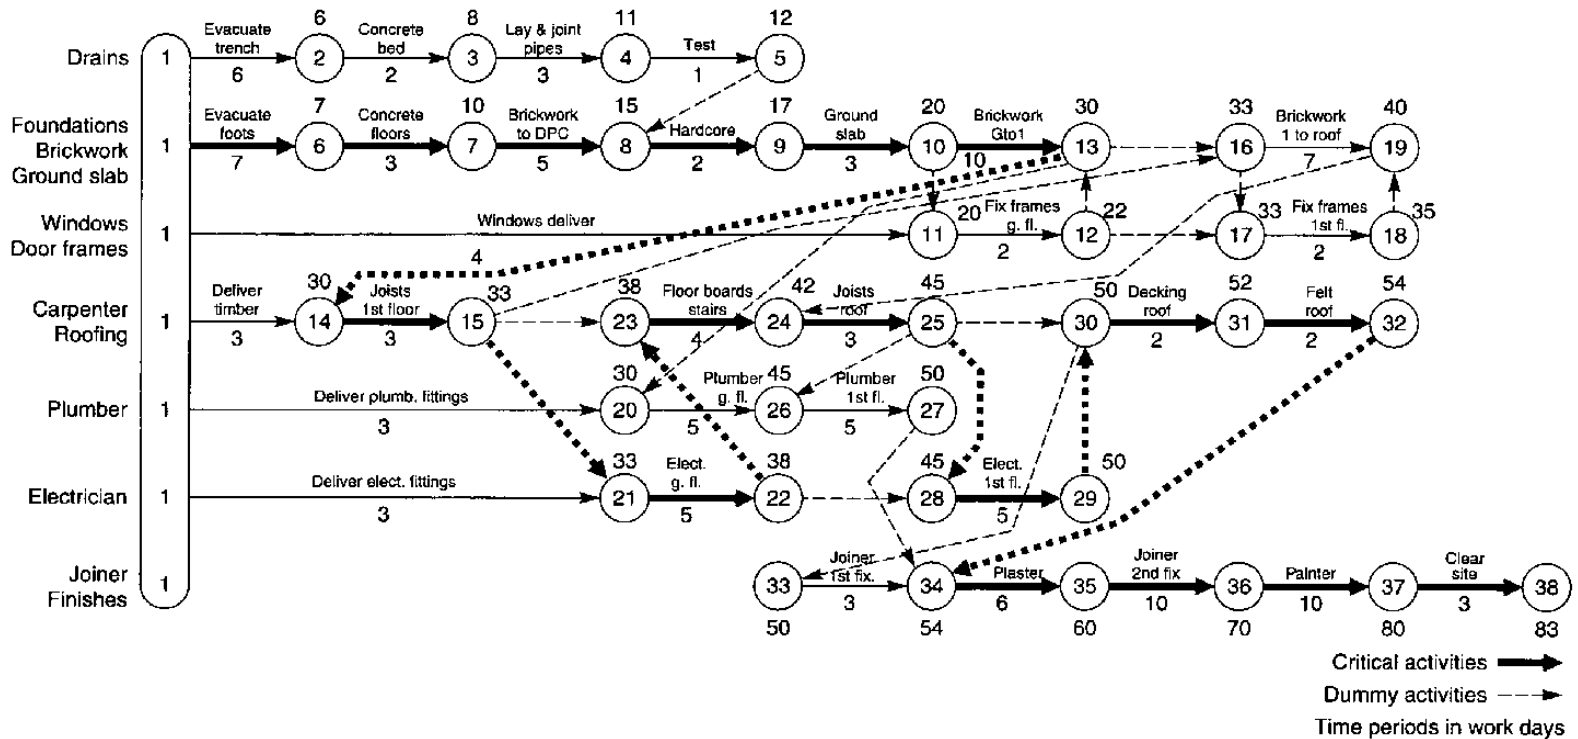 6 8 11 12
Drains 1 Evacuate trench 6 2 Concrete bed 2 3 Lay & joint pipes 3 4 Test 1 5
7 10 15 17 20 30 33 40
Foundations
Brickwork
Ground slab
1 Evacuate foots 7 6 Concrete floors 3 7 Brickwork to DPC 5 8 Hardcore 2 9 Ground slab 3 10 Brickwork Gto1 10 13 16 Brickwork 1 to roof 7 19
Windows
Door frames
1 Windows deliver 4 20 11 Fix frames g. fl. 2 22 12 33 17 Fix frames 1st fl. 2 35 18
30 33 38 42 45 50 52 54
Carpenter
Roofing
1 Deliver timber 3 14 Joists 1st floor 3 15 23 Floor boards stairs 4 24 Joists roof 3 25 30 Decking roof 2 31 Felt roof 2 32
30 45 50
Plumber 1 Deliver plumb. fittings 3 20 Plumber g. fl. 5 26 Plumber 1st fl. 5 27
33 38 45 50
Electrician 1 Deliver elect. fittings 3 21 Elect. g. fl. 5 22 28 Elect. 1st fl. 5 29
Joiner
Finishes
1 33 Joiner 1st fix. 3 34 Plaster 6 35 Joiner 2nd fix 10 36 Painter 10 37 Clear site 3 38
50 54 60 70 80 83
Critical activities
Dummy activities
Time periods in work days